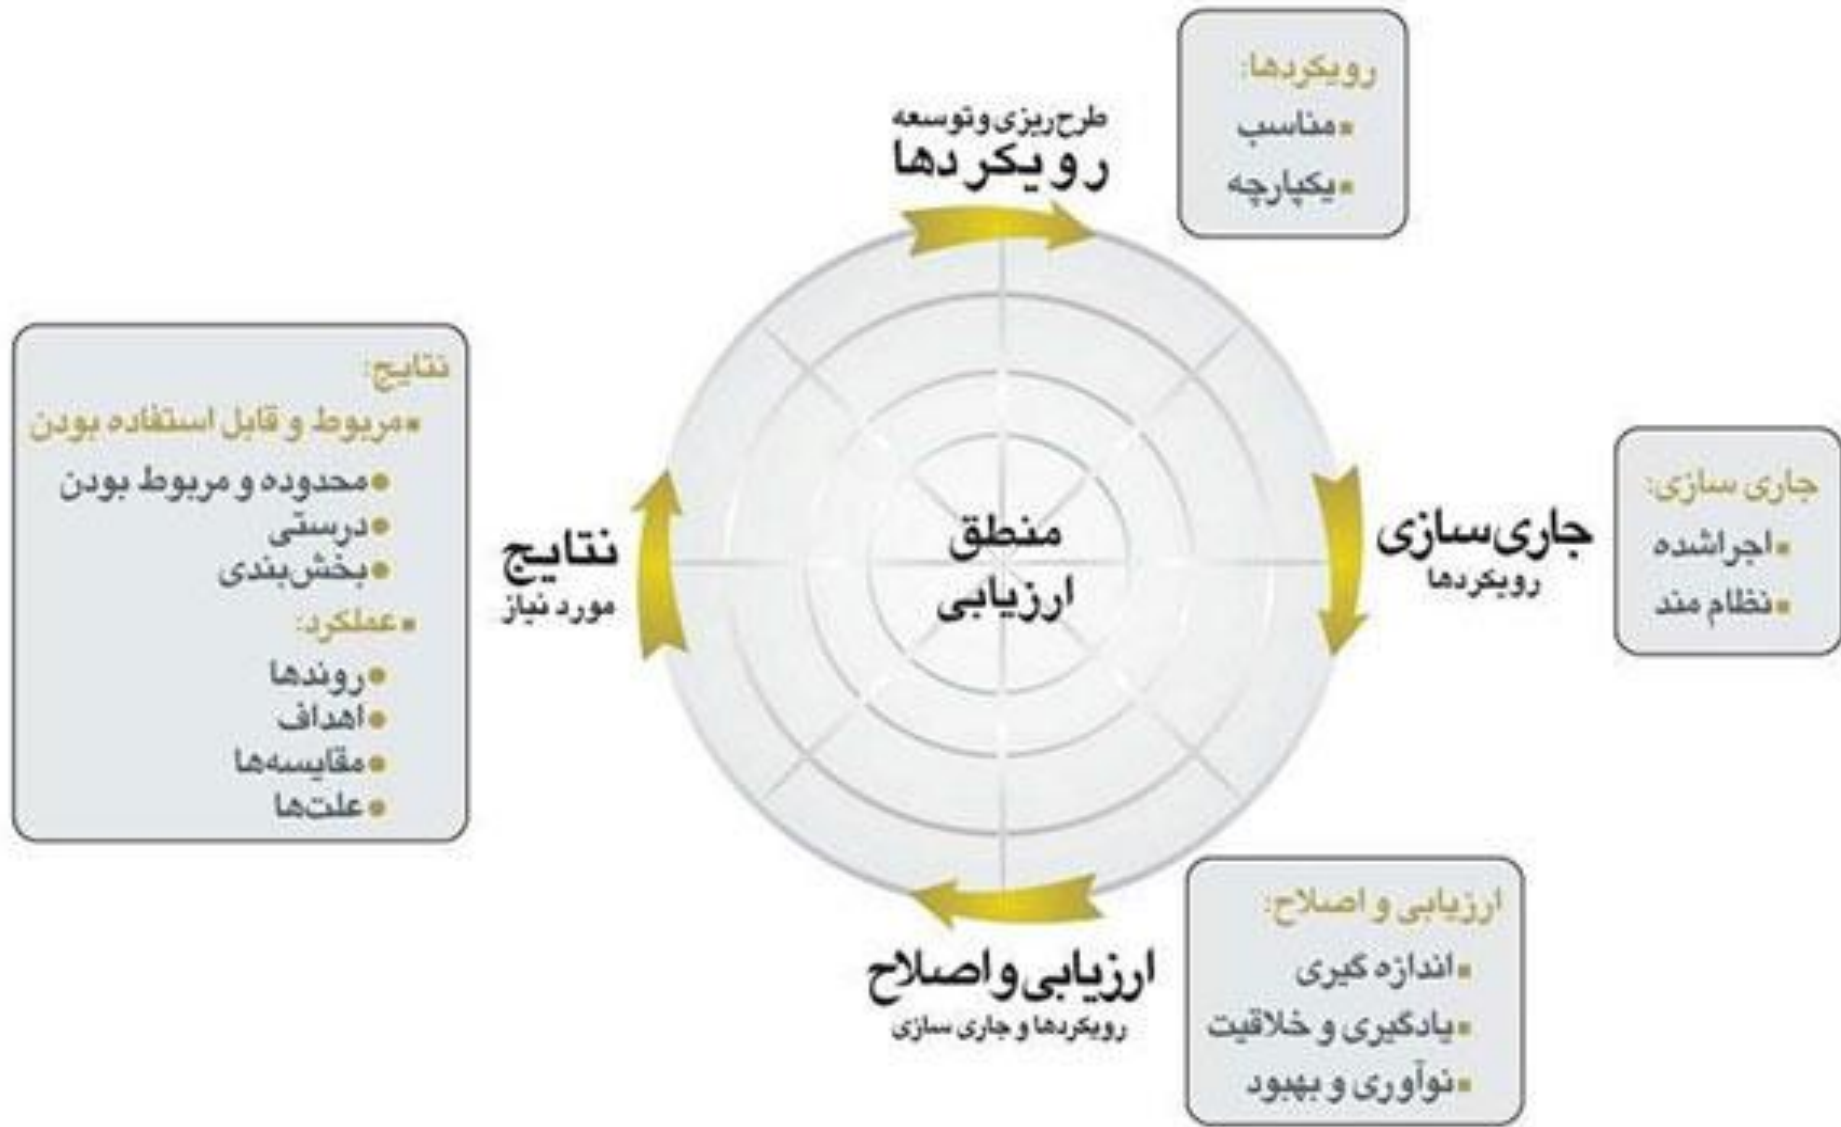 طرح‌ریزی و توسعه
رویکردها
رویکردها:
▪مناسب
▪یکپارچه
جاری‌سازی
رویکردها
جاری سازی:
▪اجراشده
▪نظام مند
ارزیابی و اصلاح
رویکردها و جاری سازی
ارزیابی و اصلاح:
▪اندازه گیری
▪یادگیری و خلاقیت
▪نوآوری و بهبود
نتایج
مورد نیاز
نتایج:
▪مربوط و قابل استفاده بودن
●محدوده و مربوط بودن
●درستی
●بخش‌بندی
▪عملکرد:
●روندها
●اهداف
●مقایسه‌ها
●علت‌ها
منطق
ارزیابی